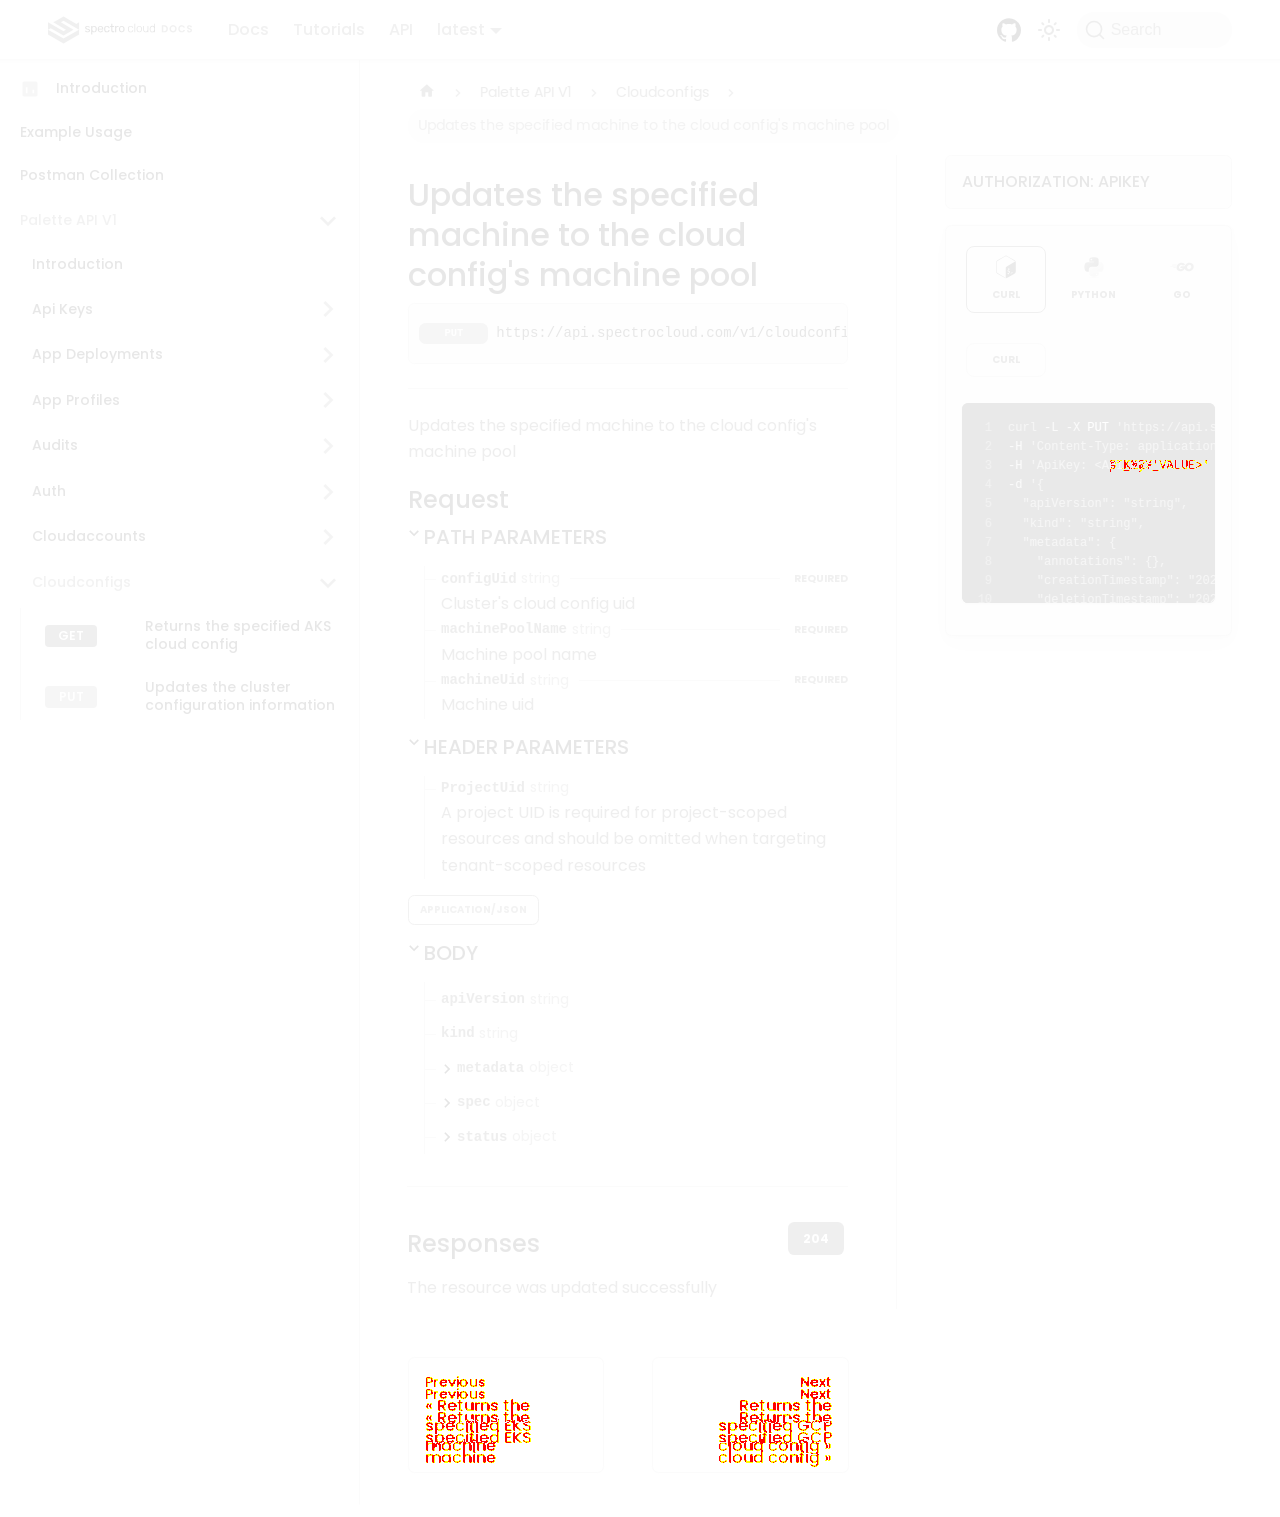 spectro cloud DOCS
Docs
Tutorials
API
latest
Search
Introduction
Example Usage
Postman Collection
Palette API V1
Introduction
Api Keys
App Deployments
App Profiles
Audits
Auth
Cloudaccounts
Cloudconfigs
GET
Returns the specified AKS
cloud config
PUT
Updates the cluster
configuration information
Palette API V1
Cloudconfigs
Updates the specified machine to the cloud config's machine pool
Updates the specified
machine to the cloud
config's machine pool
PUT
https://api.spectrocloud.com/v1/cloudconfi
Updates the specified machine to the cloud config's
machine pool
Request
PATH PARAMETERS
configUid string REQUIRED
Cluster's cloud config uid
machinePoolName string REQUIRED
Machine pool name
machineUid string REQUIRED
Machine uid
HEADER PARAMETERS
ProjectUid string
A project UID is required for project-scoped
resources and should be omitted when targeting
tenant-scoped resources
APPLICATION/JSON
BODY
apiVersion string
kind string
metadata object
spec object
status object
Responses
204
The resource was updated successfully
Previous
« Returns the
specified EKS
machine
Next
Returns the
specified GCP
cloud config »
AUTHORIZATION: APIKEY
CURL
PYTHON
GO
CURL
1 curl -L -X PUT 'https://api.s
2 -H 'Content-Type: application
3 -H 'ApiKey: VALUE>'
4 -d '{
5 "apiVersion": "string",
6 "kind": "string",
7 "metadata": {
8 "annotations": {},
9 "creationTimestamp": "202
10 "deletionTimestamp": "202